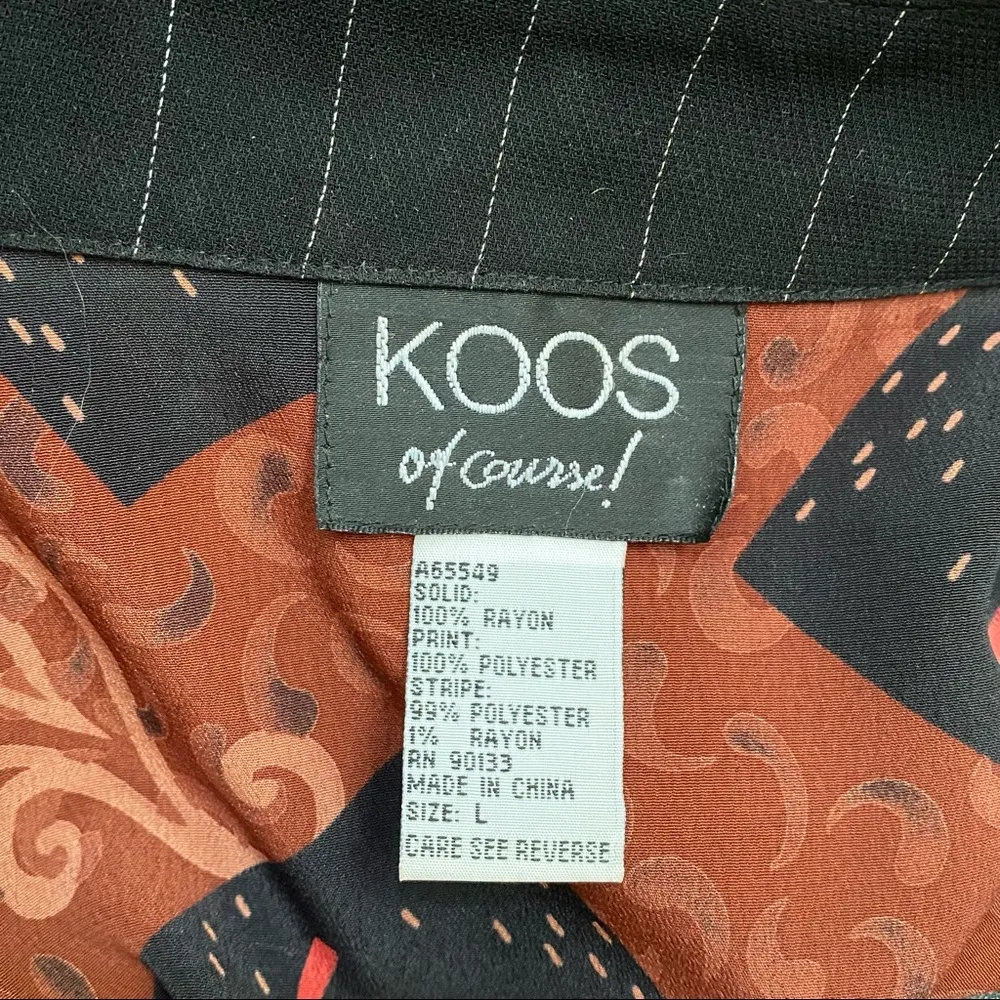 KOOS
of Course!
A65549
SOLID:
100% RAYON
PRINT:
100% POLYESTER
STRIPE:
99% POLYESTER
1% RAYON
RN 90133
MADE IN CHINA
SIZE: L
CARE SEE REVERSE